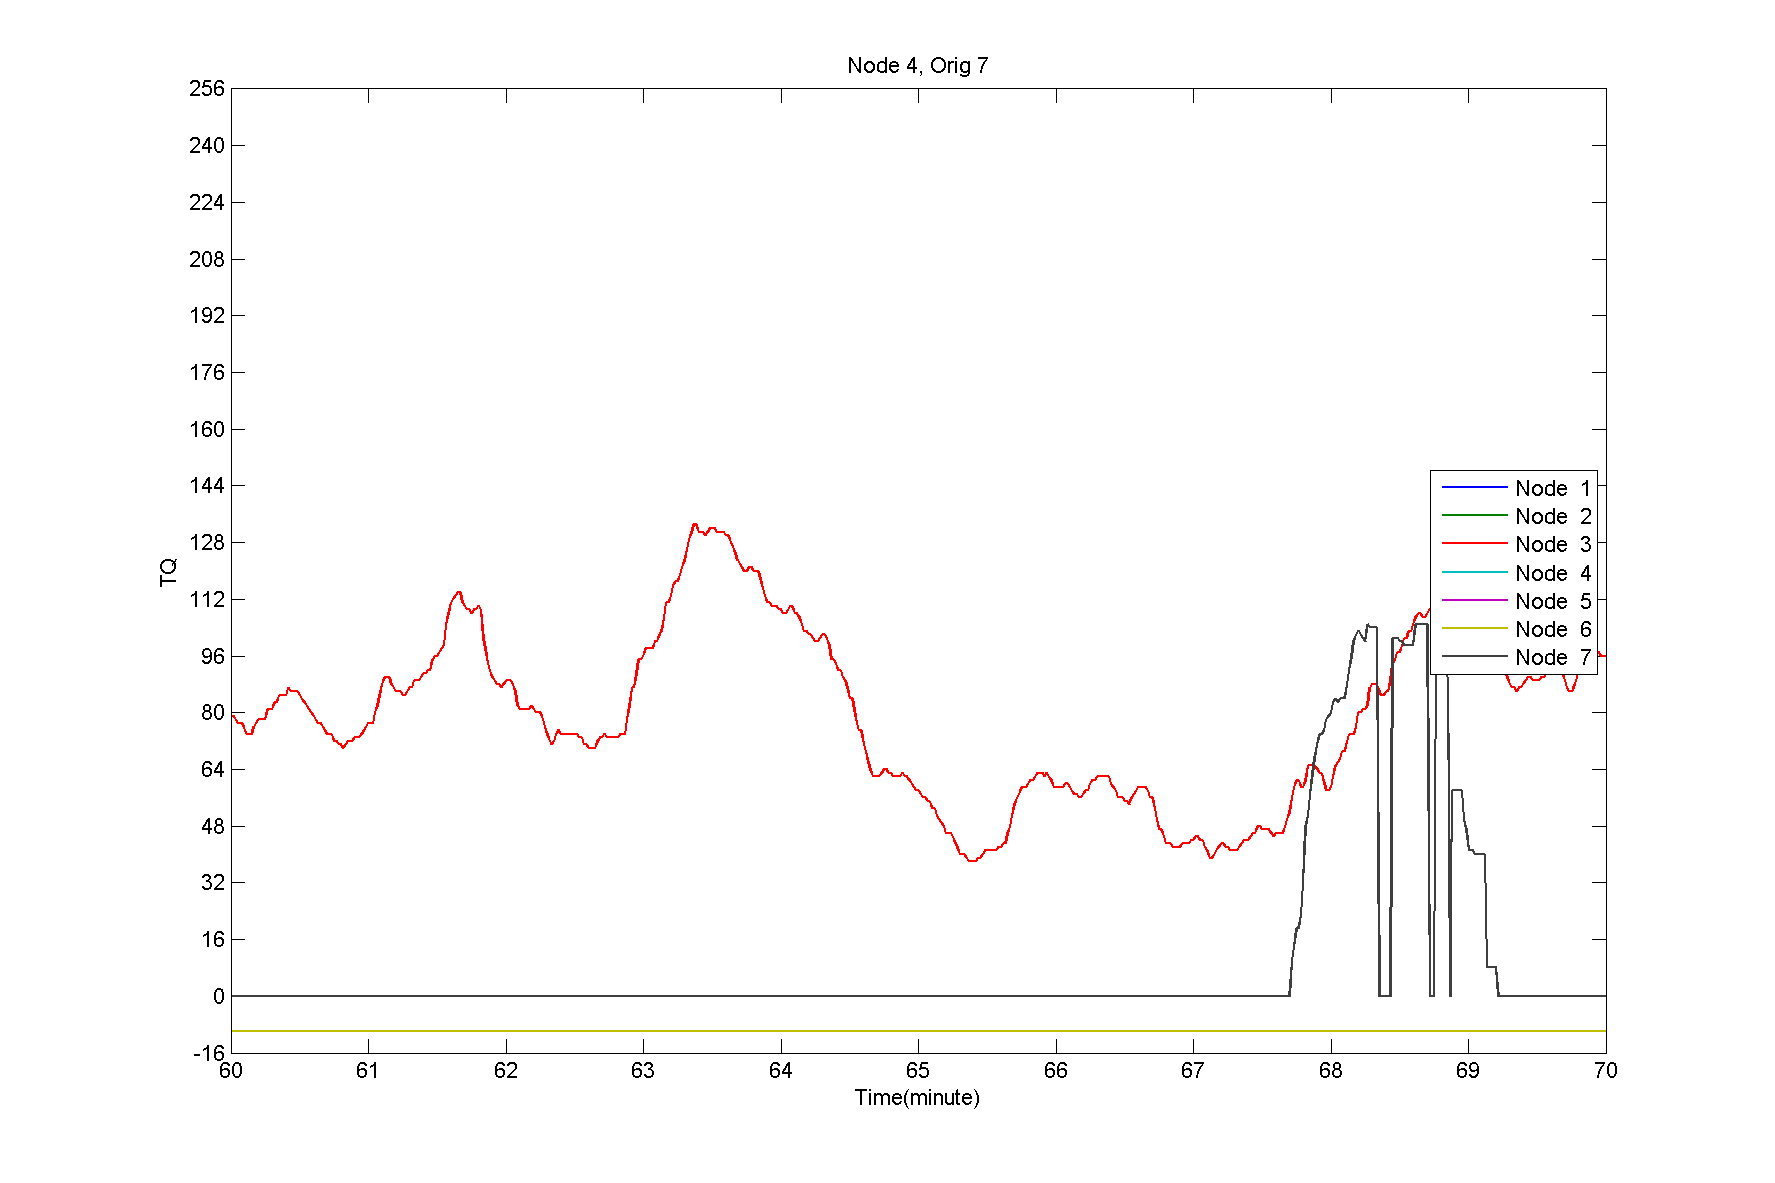 Node 4, Orig 7
256
240
224
208
192
176
160
144
128
112
96
80
64
48
32
16
0
-16
TQ
Node 1
Node 2
Node 3
Node 4
Node 5
Node 6
Node 7
60 61 62 63 64 65 66 67 68 69 70
Time(minute)